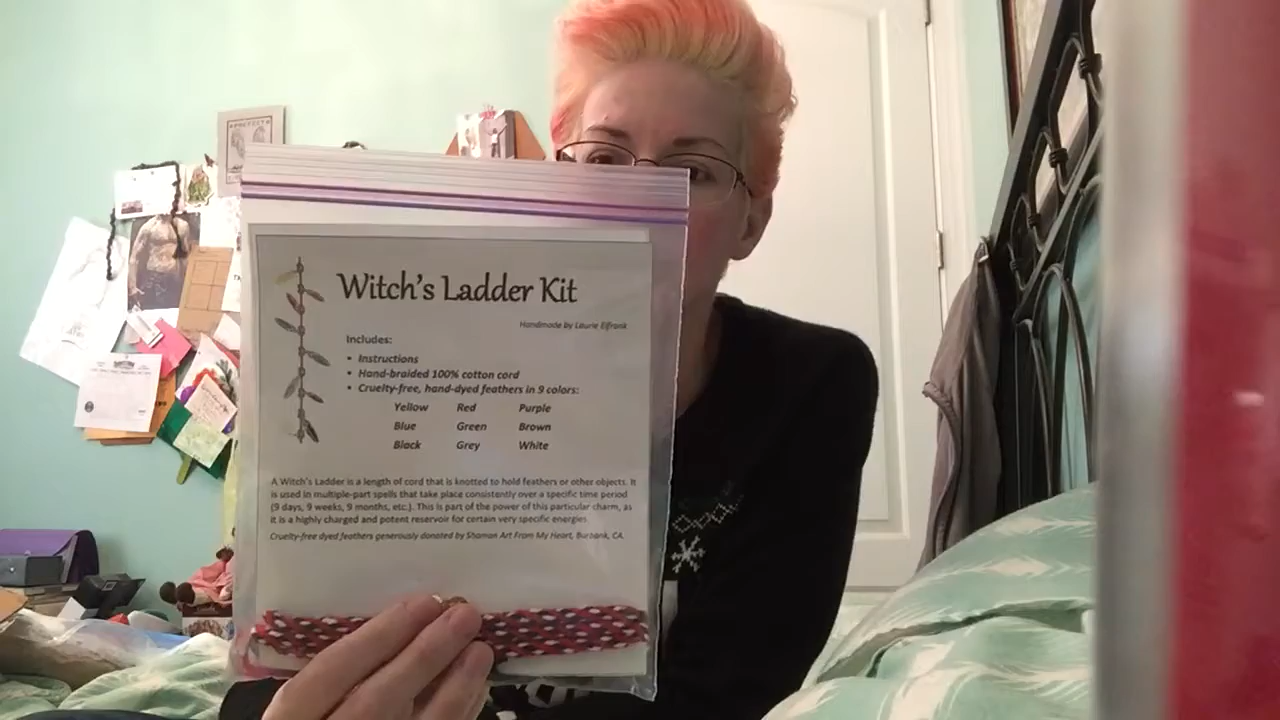 Witch's Ladder Kit
Handmade by Laurie Elfrank
Includes:
• Instructions
• Hand-braided 100% cotton cord
• Cruelty-free, hand-dyed feathers in 9 colors:
Yellow Red Purple
Blue Green Brown
Black Grey White
A Witch's Ladder is a length of cord that is knotted to hold feathers or other objects. It
is used in multiple-part spells that take place consistently over a specific time period
(9 days, 9 weeks, 9 months, etc.). This is part of the power of this particular charm, as
it is a highly charged and potent reservoir for certain very specific energies
Cruelty-free dyed feathers generously donated by Shaman Art From My Heart, Burbank, CA.